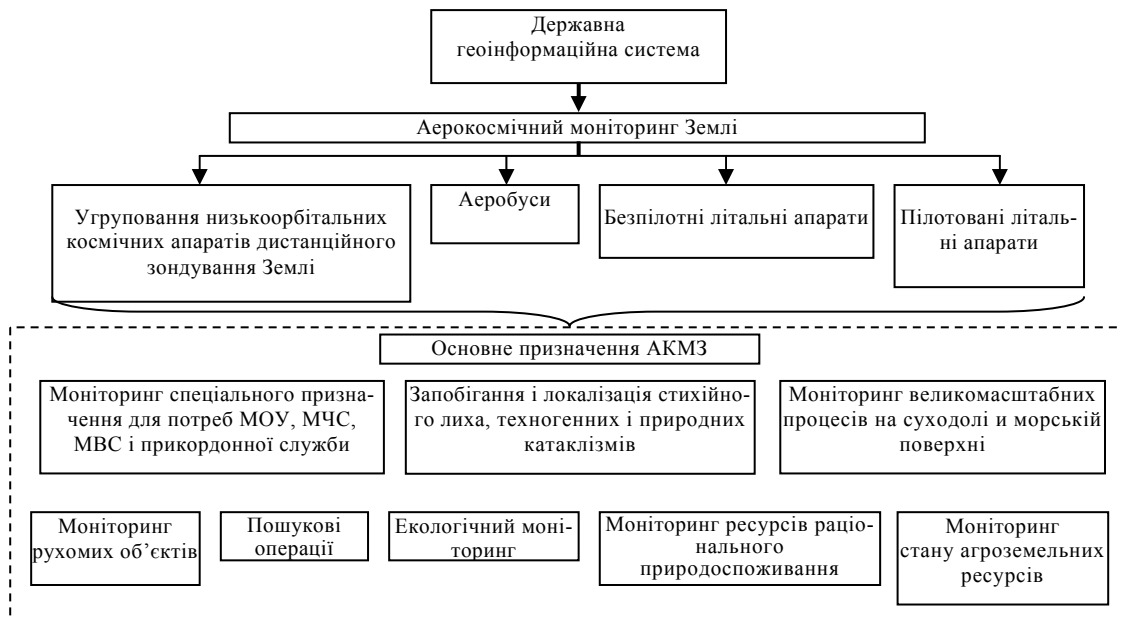 Державна
геоінформаційна система
Аерокосмічний моніторинг Землі
Угруповання низькоорбітальних
космічних апаратів дистанційного
зондування Землі
Аеробуси
Безпілотні літальні апарати
Пілотовані літаль-
ні апарати
Основне призначення АКМЗ
Моніторинг спеціального призна-
чення для потреб МОУ, МЧС,
МВС і прикордонної служби
Запобігання і локалізація стихійно-
го лиха, техногенних і природних
катаклізмів
Моніторинг великомасштабних
процесів на суходолі и морській
поверхні
Моніторинг
рухомих об’єктів
Пошукові
операції
Екологічний моні-
торинг
Моніторинг ресурсів раціо-
нального
природоспоживання
Моніторинг
стану агроземельних
ресурсів